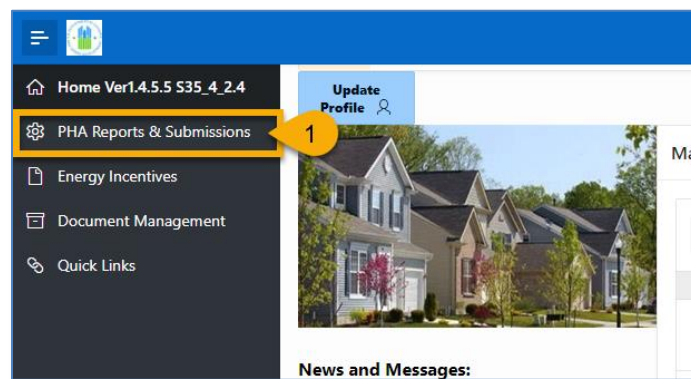 Home Ver1.4.5.5 S35_4_2.4
PHA Reports & Submissions
1
Energy Incentives
Document Management
Quick Links
Update
Profile
Ma
News and Messages: